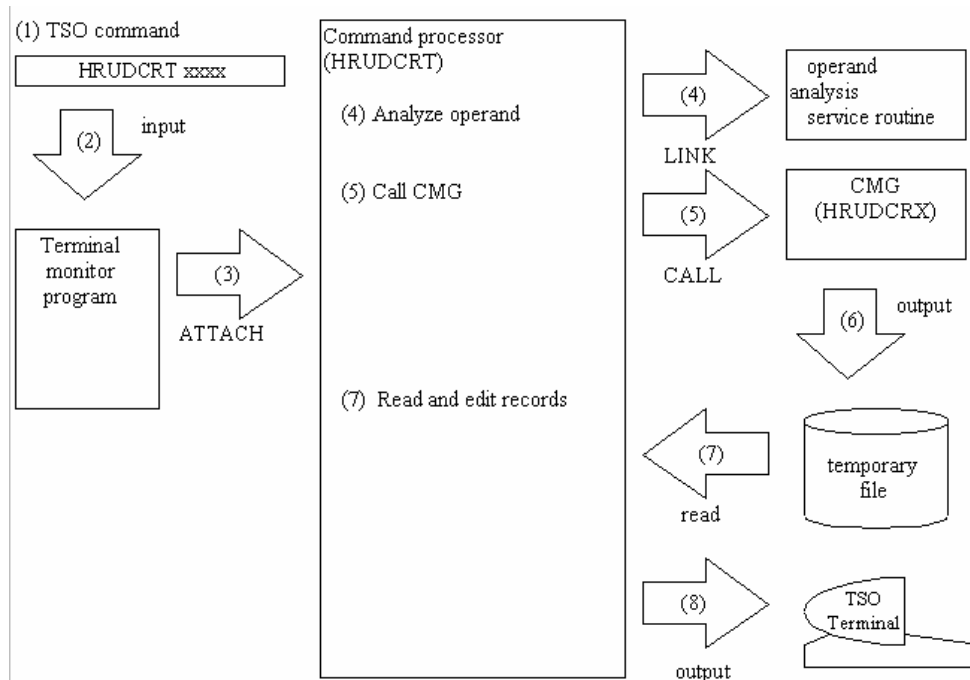 (1) TSO command
HRUDCRT xxxx
(2)
input
Terminal
monitor
program
(3)
ATTACH
Command processor
(HRUDCRT)
(4) Analyze operand
(5) Call CMG
(7) Read and edit records
(4)
LINK
operand
analysis
service routine
(5)
CALL
CMG
(HRUDCRX)
(6)
output
(7)
read
temporary
file
(8)
output
TSO
Terminal